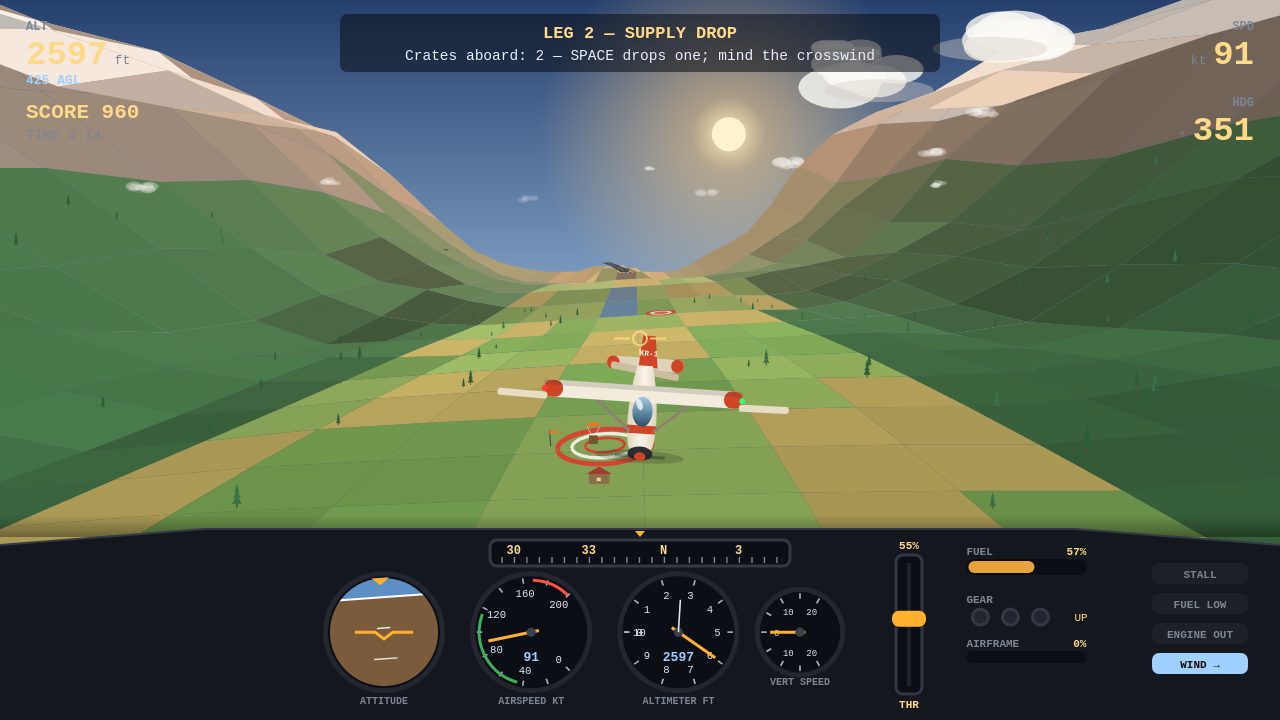 ALT
2597 ft
425 AGL
SCORE 960
TIME 4:14
LEG 2 — SUPPLY DROP
Crates aboard: 2 — SPACE drops one; mind the crosswind
SPD
kt 91
HDG
351
KR-1
30 33 N 3
ATTITUDE
160
200
120
80
40
0
91
AIRSPEED KT
2 3
1 4
10 5
9 6
8 7
2597
ALTIMETER FT
10 20
0
10 20
VERT SPEED
55%
THR
FUEL 57%
GEAR
UP
AIRFRAME 0%
STALL
FUEL LOW
ENGINE OUT
WIND →